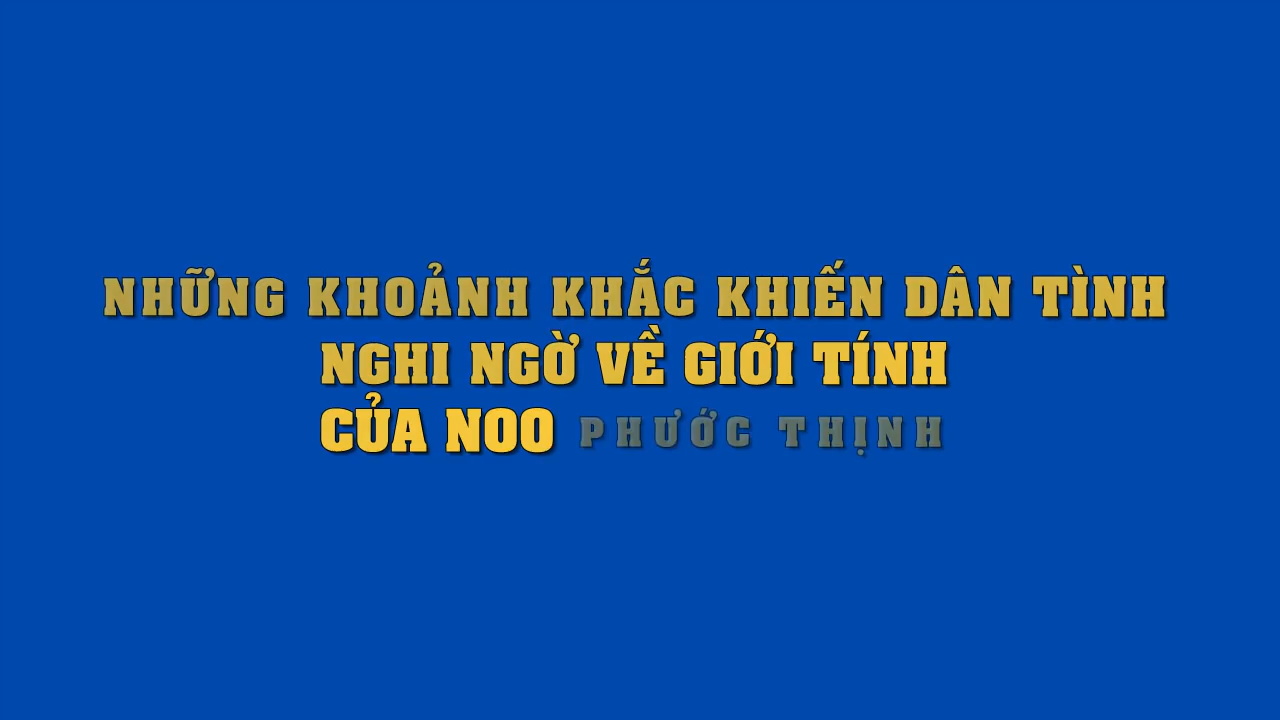 NHỮNG KHOẢNH KHẮC KHIẾN DÂN TÌNH
NGHI NGỜ VỀ GIỚI TÍNH
CỦA NOO PHƯỚC THỊNH